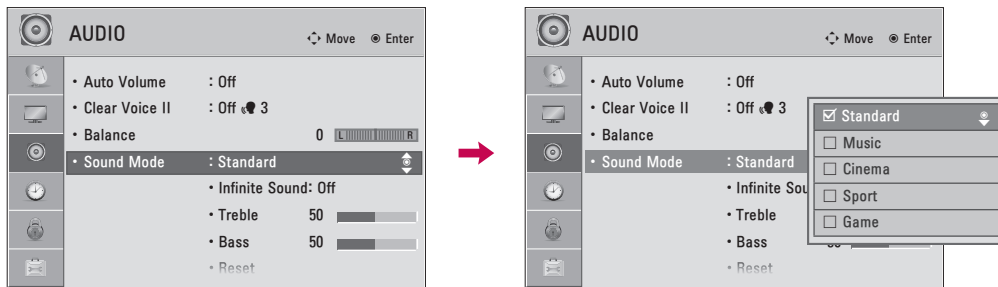 AUDIO
Move
Enter
• Auto Volume : Off
• Clear Voice II : Off 3
• Balance 0 L R
• Sound Mode : Standard
• Infinite Sound: Off
• Treble 50
• Bass 50
• Reset
AUDIO
Move
Enter
• Auto Volume : Off
• Clear Voice II : Off 3
• Balance
• Sound Mode : Standard
• Infinite Sou
• Treble
• Bass
• Reset
☑ Standard
☐ Music
☐ Cinema
☐ Sport
☐ Game